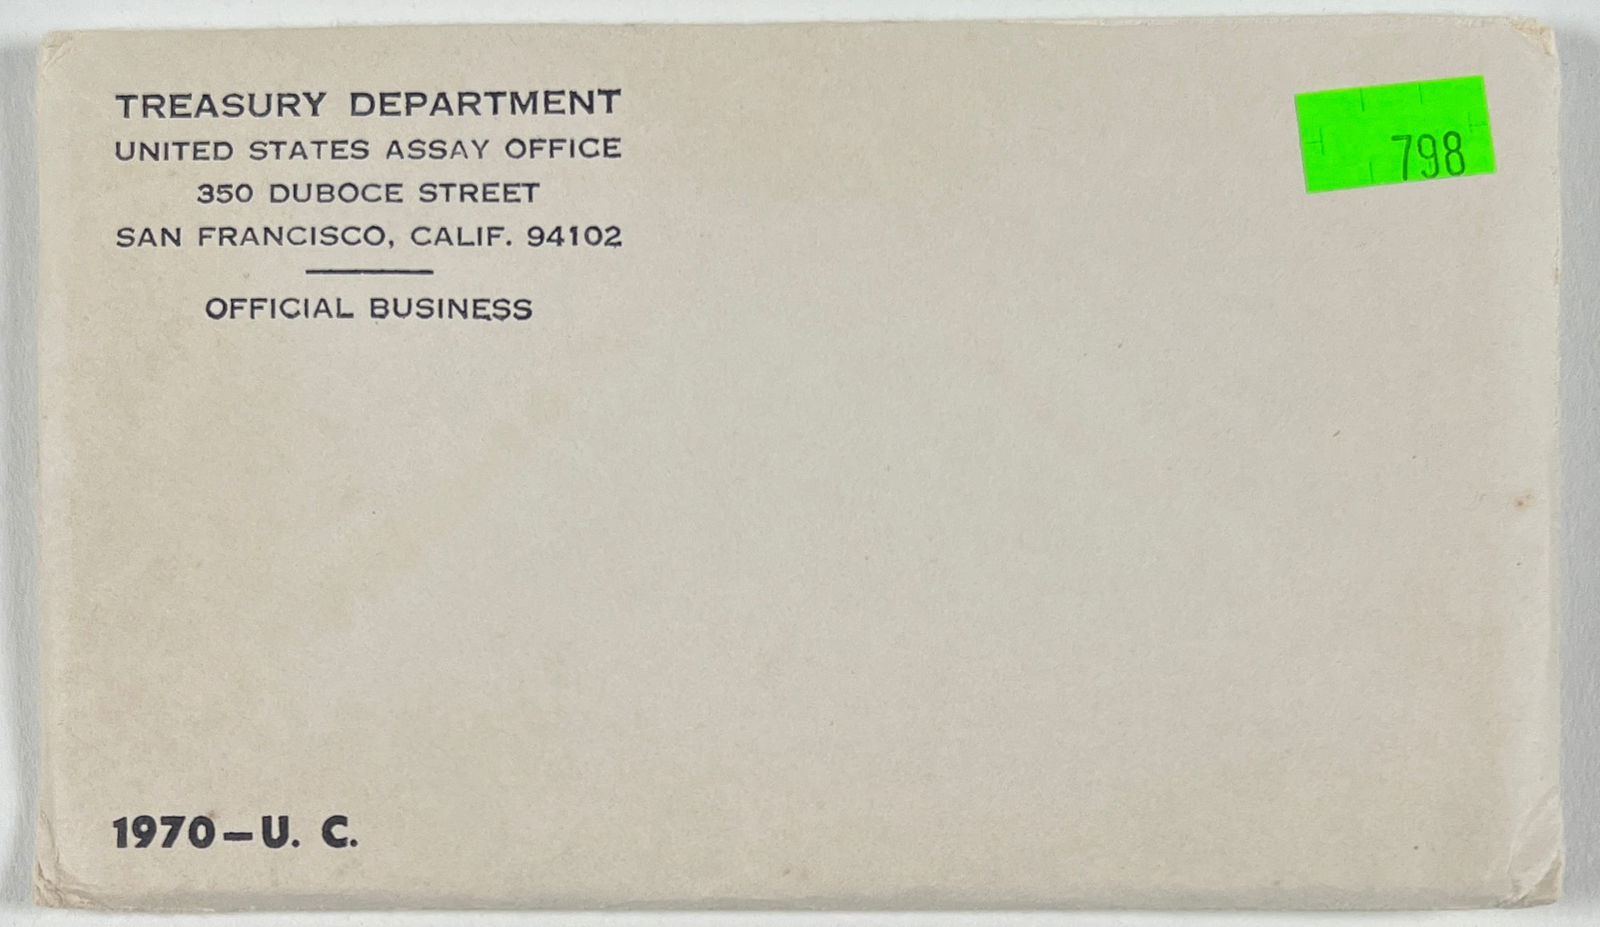 TREASURY DEPARTMENT
UNITED STATES ASSAY OFFICE
350 DUBOCE STREET
SAN FRANCISCO, CALIF. 94102
OFFICIAL BUSINESS
798
1970-U. C.